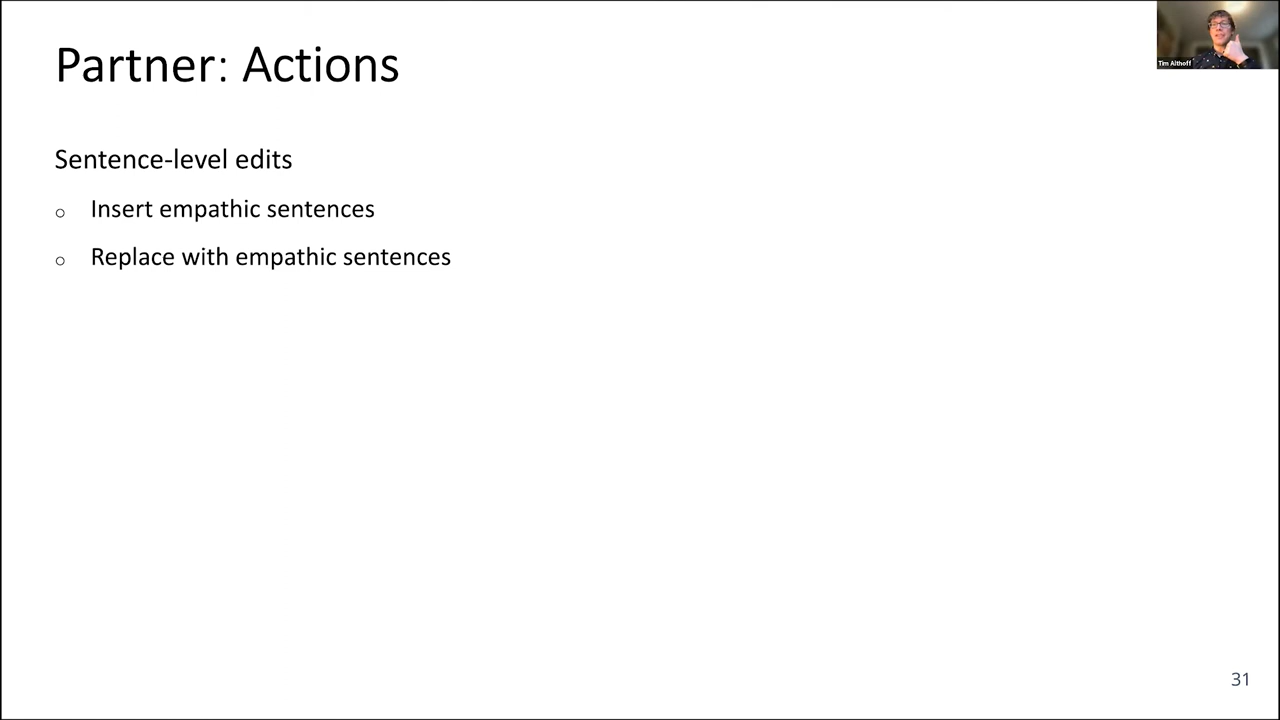 Partner: Actions
Tim Althoff
Sentence-level edits
o Insert empathic sentences
o Replace with empathic sentences
31